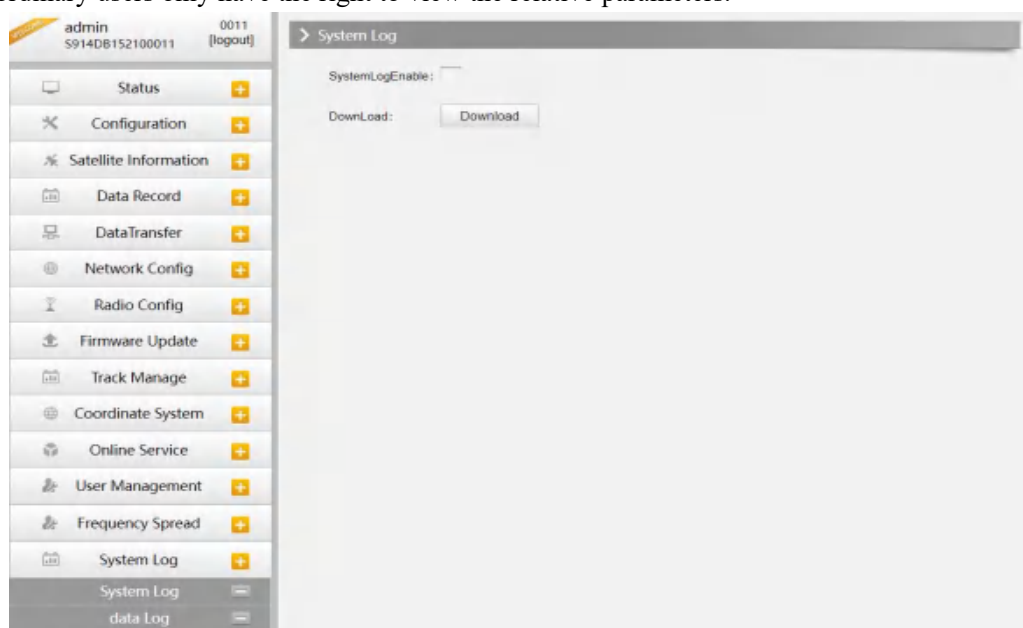 ordinary users only have the right to view the relative parameters.
admin 0011
S914DB152100011 [logout]
System Log
SystemLogEnable:
DownLoad: Download
Status
Configuration
Satellite Information
Data Record
DataTransfer
Network Config
Radio Config
Firmware Update
Track Manage
Coordinate System
Online Service
User Management
Frequency Spread
System Log
System Log
data Log